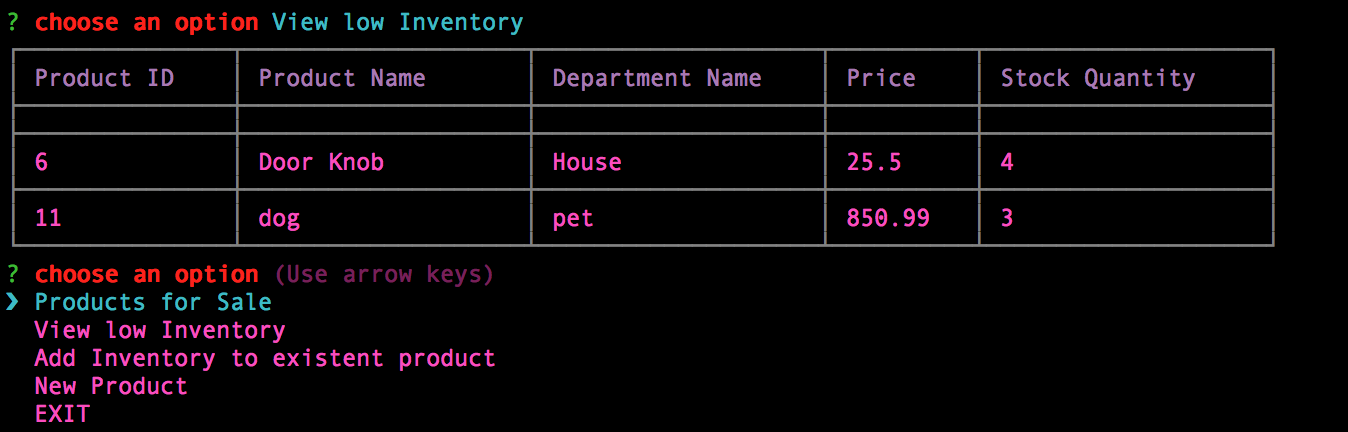 ? choose an option View low Inventory
Product ID Product Name Department Name Price Stock Quantity
6 Door Knob House 25.5 4
11 dog pet 850.99 3
? choose an option (Use arrow keys)
❯ Products for Sale
View low Inventory
Add Inventory to existent product
New Product
EXIT